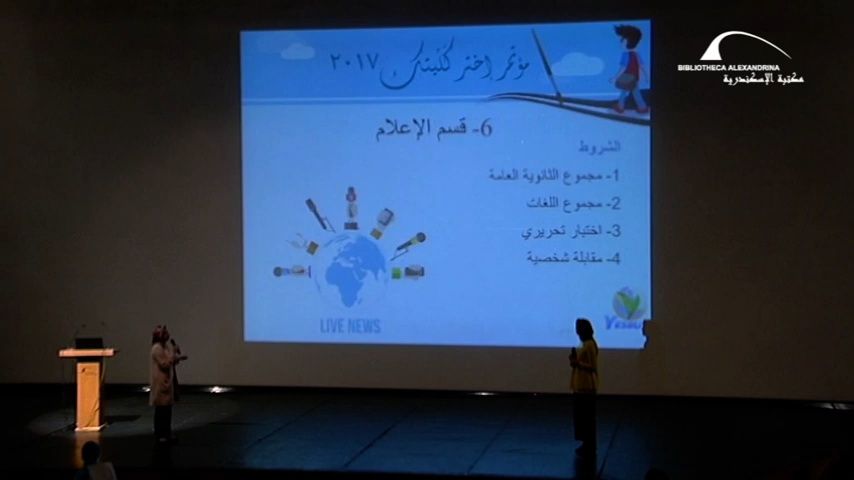 BIBLIOTHECA ALEXANDRINA
مكتبة الإسكندرية
مؤتمر إختر كليتك ٢٠١٧
6- قسم الإعلام
الشروط
1- مجموع الثانوية العامة
2- مجموع اللغات
3- اختبار تحريري
4- مقابلة شخصية
LIVE NEWS